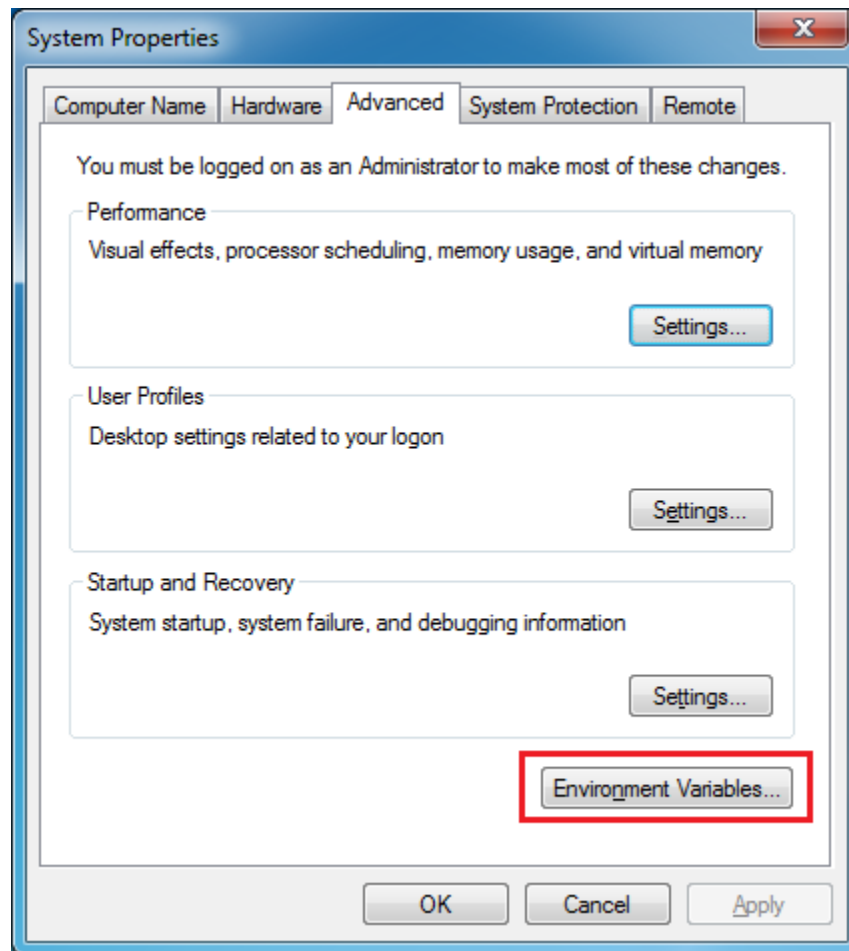 System Properties
Computer Name Hardware Advanced System Protection Remote
You must be logged on as an Administrator to make most of these changes.
Performance
Visual effects, processor scheduling, memory usage, and virtual memory
Settings...
User Profiles
Desktop settings related to your logon
Settings...
Startup and Recovery
System startup, system failure, and debugging information
Settings...
Environment Variables...
OK Cancel Apply